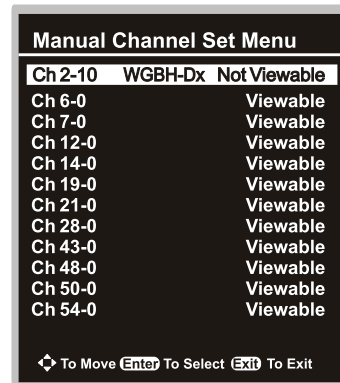 Manual Channel Set Menu
Ch 2-10 WGBH-Dx Not Viewable
Ch 6-0 Viewable
Ch 7-0 Viewable
Ch 12-0 Viewable
Ch 14-0 Viewable
Ch 19-0 Viewable
Ch 21-0 Viewable
Ch 28-0 Viewable
Ch 43-0 Viewable
Ch 48-0 Viewable
Ch 50-0 Viewable
Ch 54-0 Viewable
To Move Enter To Select Exit To Exit